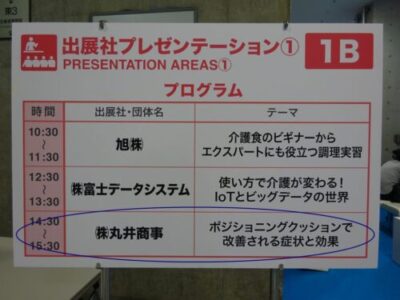 出展社プレゼンテーション① 1B
PRESENTATION AREAS①
プログラム
時間 出展社・団体名 テーマ
10:30
~
11:30
旭㈱
介護食のビギナーから
エクスパートにも役立つ調理実習
12:30
~
13:30
㈱富士データシステム
使い方で介護が変わる!
IoTとビッグデータの世界
14:30
~
15:30
㈱丸井商事
ポジショニングクッションで
改善される症状と効果